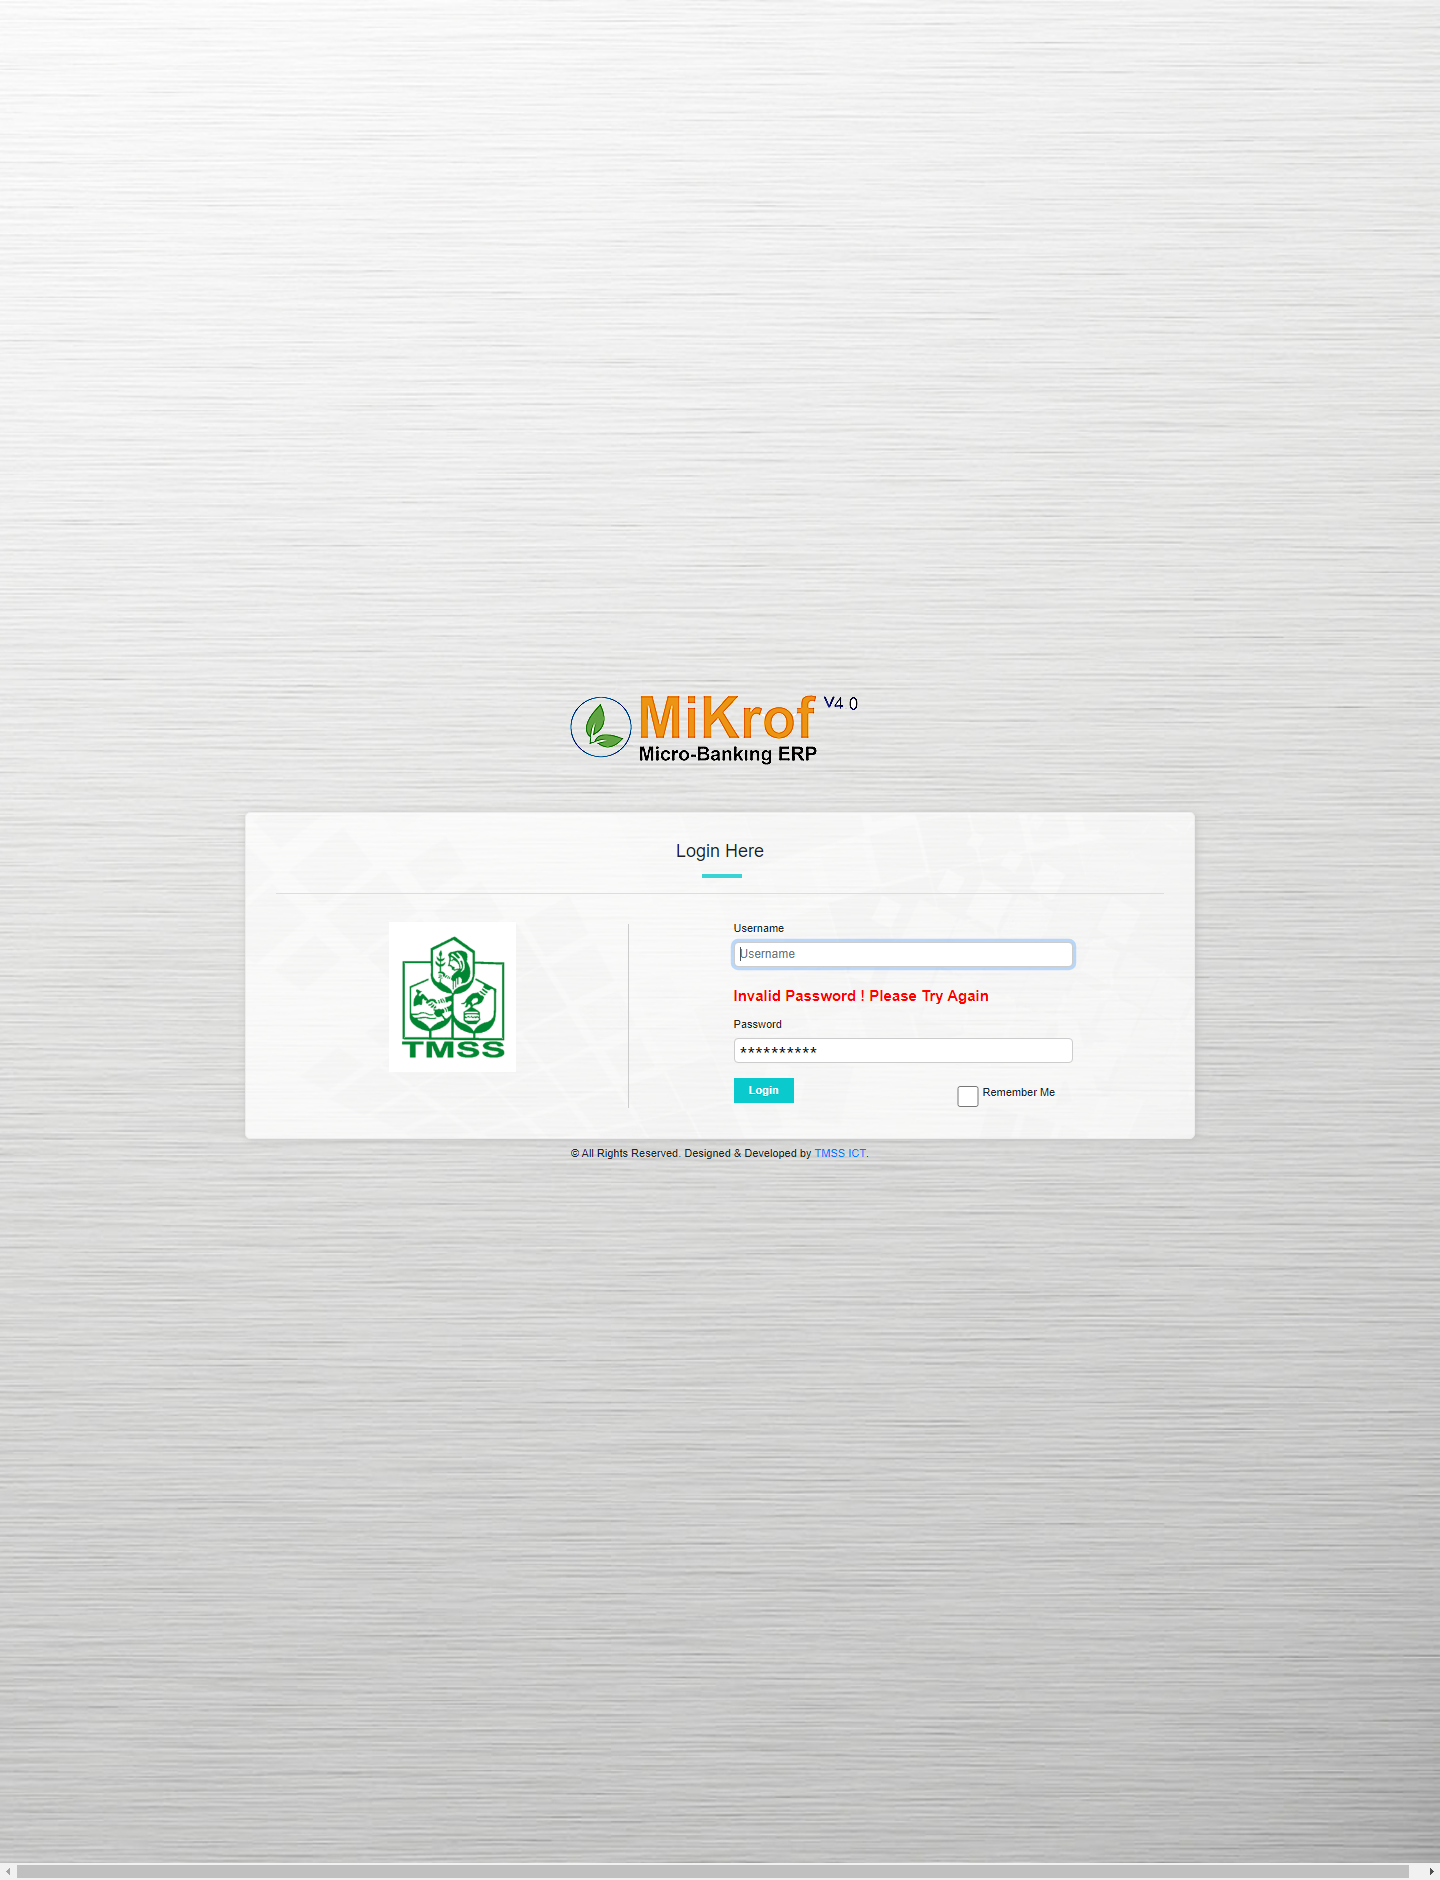 MiKrof V4 0
Micro-Banking ERP
Login Here
TMSS
Username
Username
Invalid Password ! Please Try Again
Password
**********
Login
Remember Me
© All Rights Reserved. Designed & Developed by TMSS ICT.